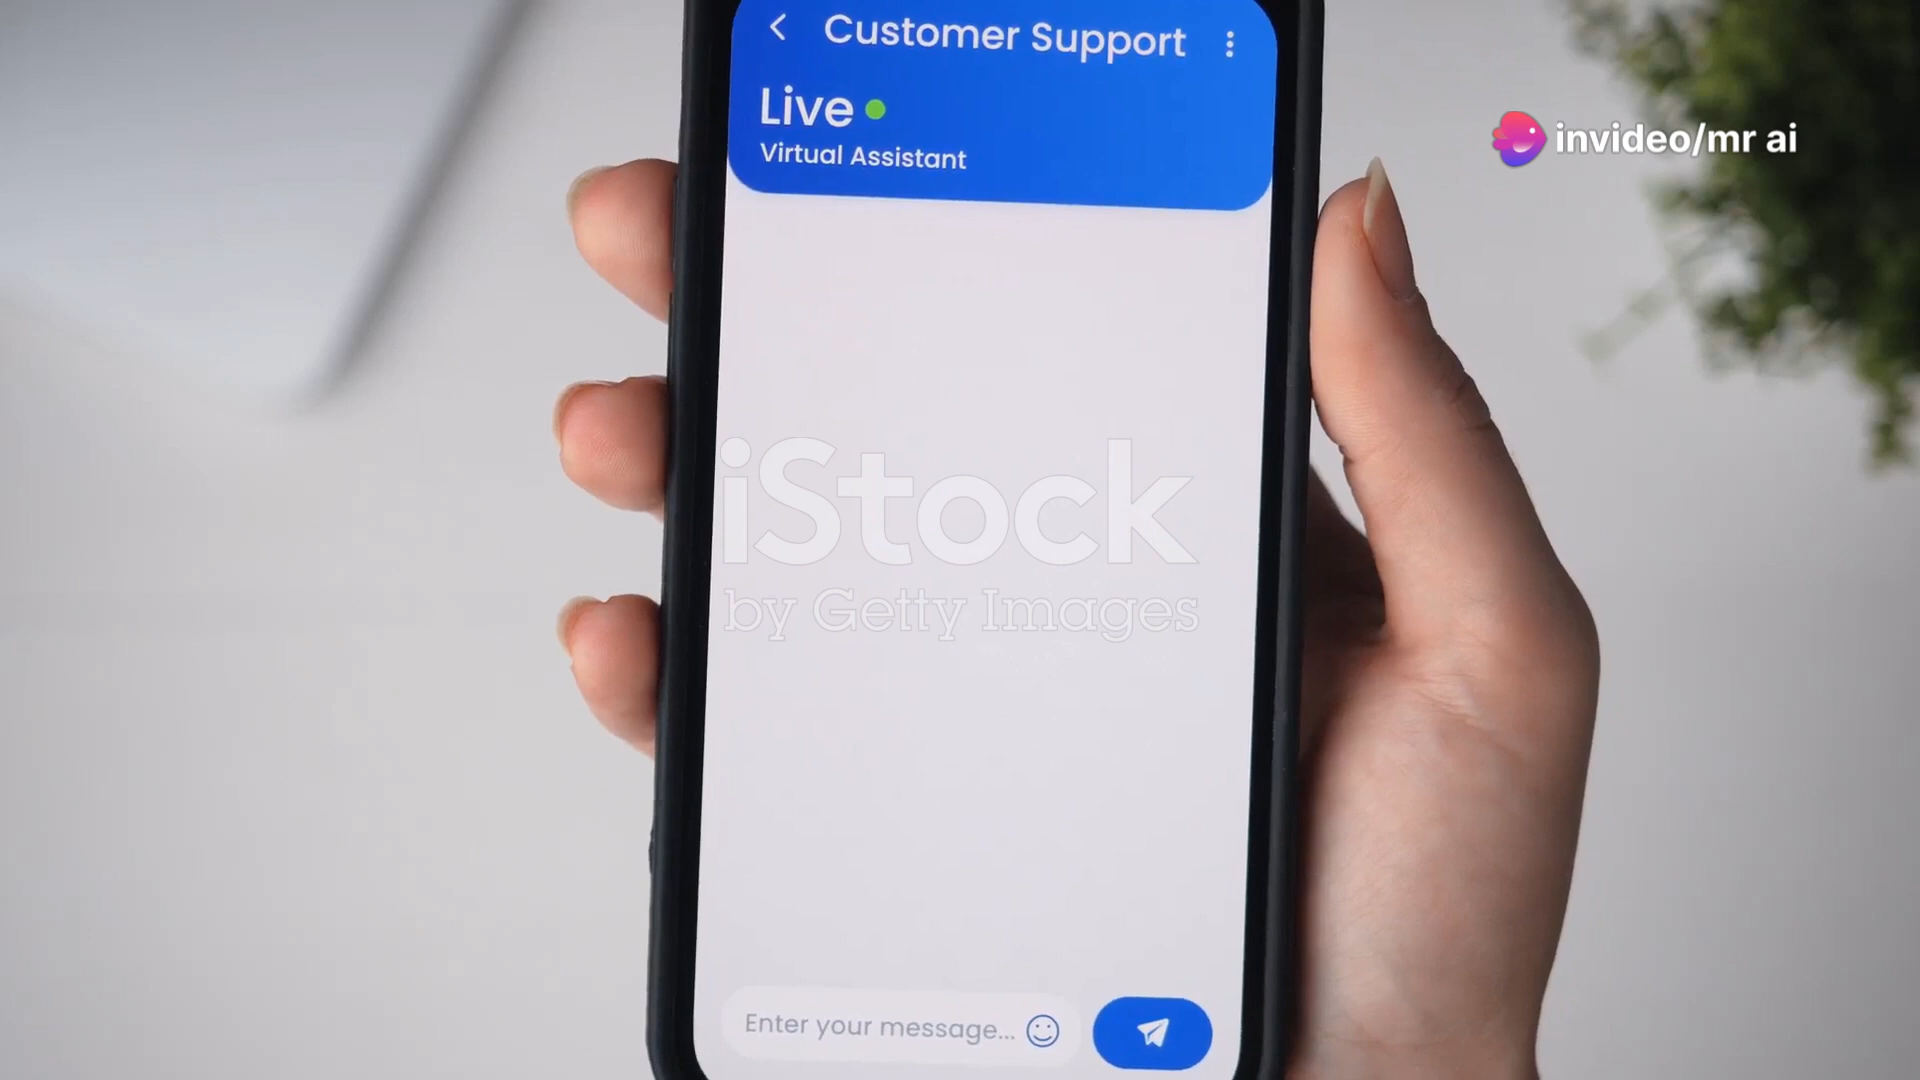 Customer Support
Live
Virtual Assistant
invideo/mr ai
iStock
by Getty Images
Enter your message...